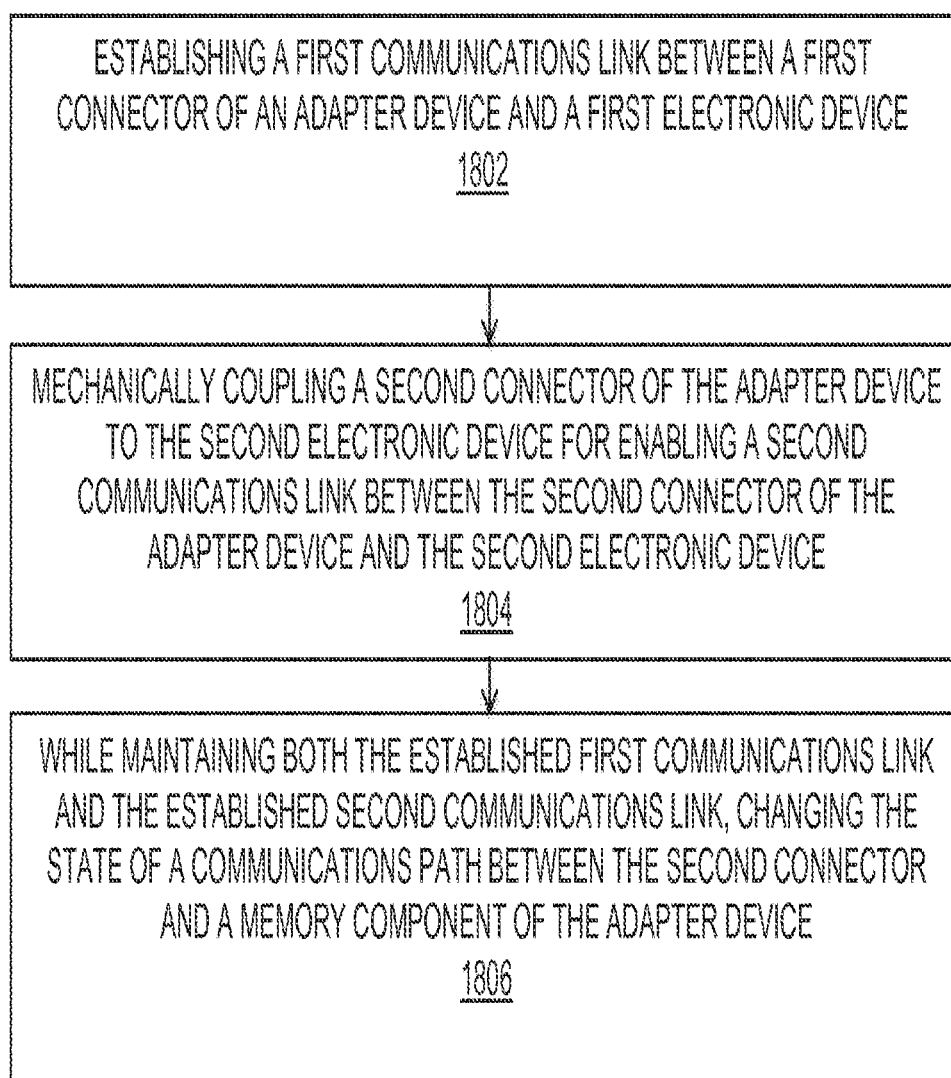 ESTABLISHING A FIRST COMMUNICATIONS LINK BETWEEN A FIRST
CONNECTOR OF AN ADAPTER DEVICE AND A FIRST ELECTRONIC DEVICE
1802
MECHANICALLY COUPLING A SECOND CONNECTOR OF THE ADAPTER DEVICE
TO THE SECOND ELECTRONIC DEVICE FOR ENABLING A SECOND
COMMUNICATIONS LINK BETWEEN THE SECOND CONNECTOR OF THE
ADAPTER DEVICE AND THE SECOND ELECTRONIC DEVICE
1804
WHILE MAINTAINING BOTH THE ESTABLISHED FIRST COMMUNICATIONS LINK
AND THE ESTABLISHED SECOND COMMUNICATIONS LINK, CHANGING THE
STATE OF A COMMUNICATIONS PATH BETWEEN THE SECOND CONNECTOR
AND A MEMORY COMPONENT OF THE ADAPTER DEVICE
1806